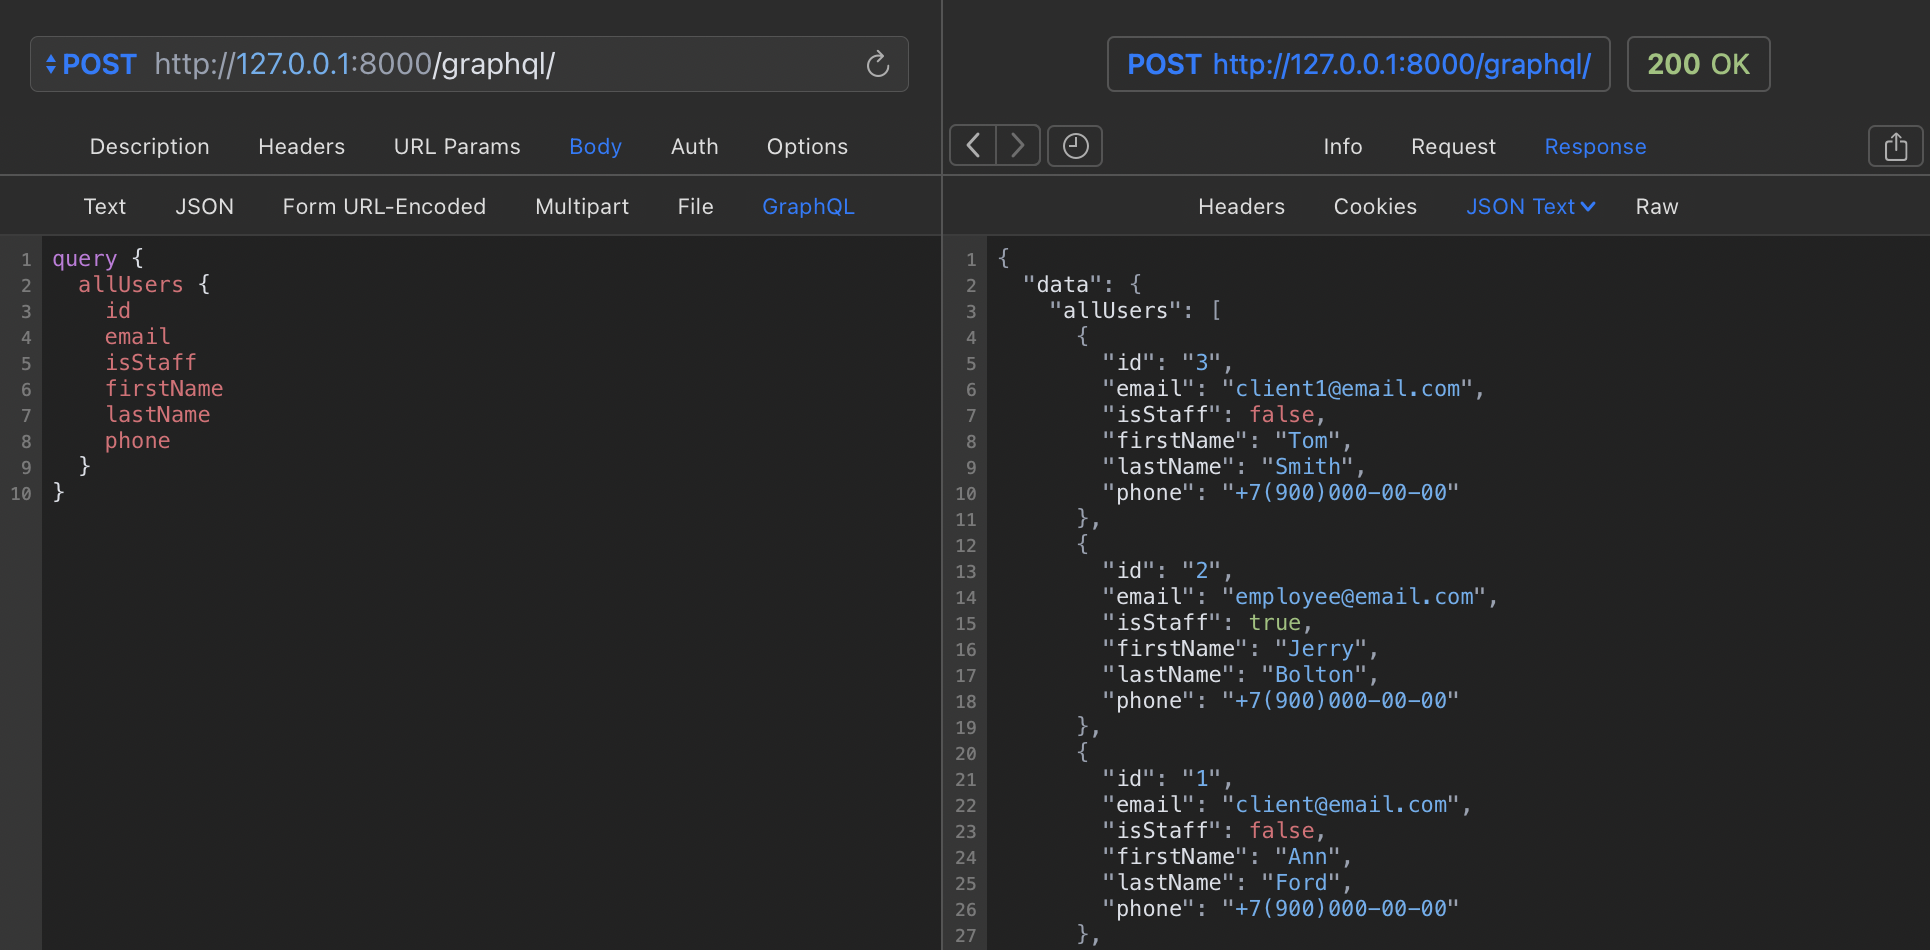 POST http://127.0.0.1:8000/graphql/
Description Headers URL Params Body Auth Options
Text JSON Form URL-Encoded Multipart File GraphQL
1 query {
2 allUsers {
3 id
4 email
5 isStaff
6 firstName
7 lastName
8 phone
9 }
10 }
POST http://127.0.0.1:8000/graphql/ 200 OK
Info Request Response
Headers Cookies JSON Text Raw
1 {
2 "data": {
3 "allUsers": [
4 {
5 "id": "3",
6 "email": "client1@email.com",
7 "isStaff": false,
8 "firstName": "Tom",
9 "lastName": "Smith",
10 "phone": "+7(900)000-00-00"
11 },
12 {
13 "id": "2",
14 "email": "employee@email.com",
15 "isStaff": true,
16 "firstName": "Jerry",
17 "lastName": "Bolton",
18 "phone": "+7(900)000-00-00"
19 },
20 {
21 "id": "1",
22 "email": "client@email.com",
23 "isStaff": false,
24 "firstName": "Ann",
25 "lastName": "Ford",
26 "phone": "+7(900)000-00-00"
27 },